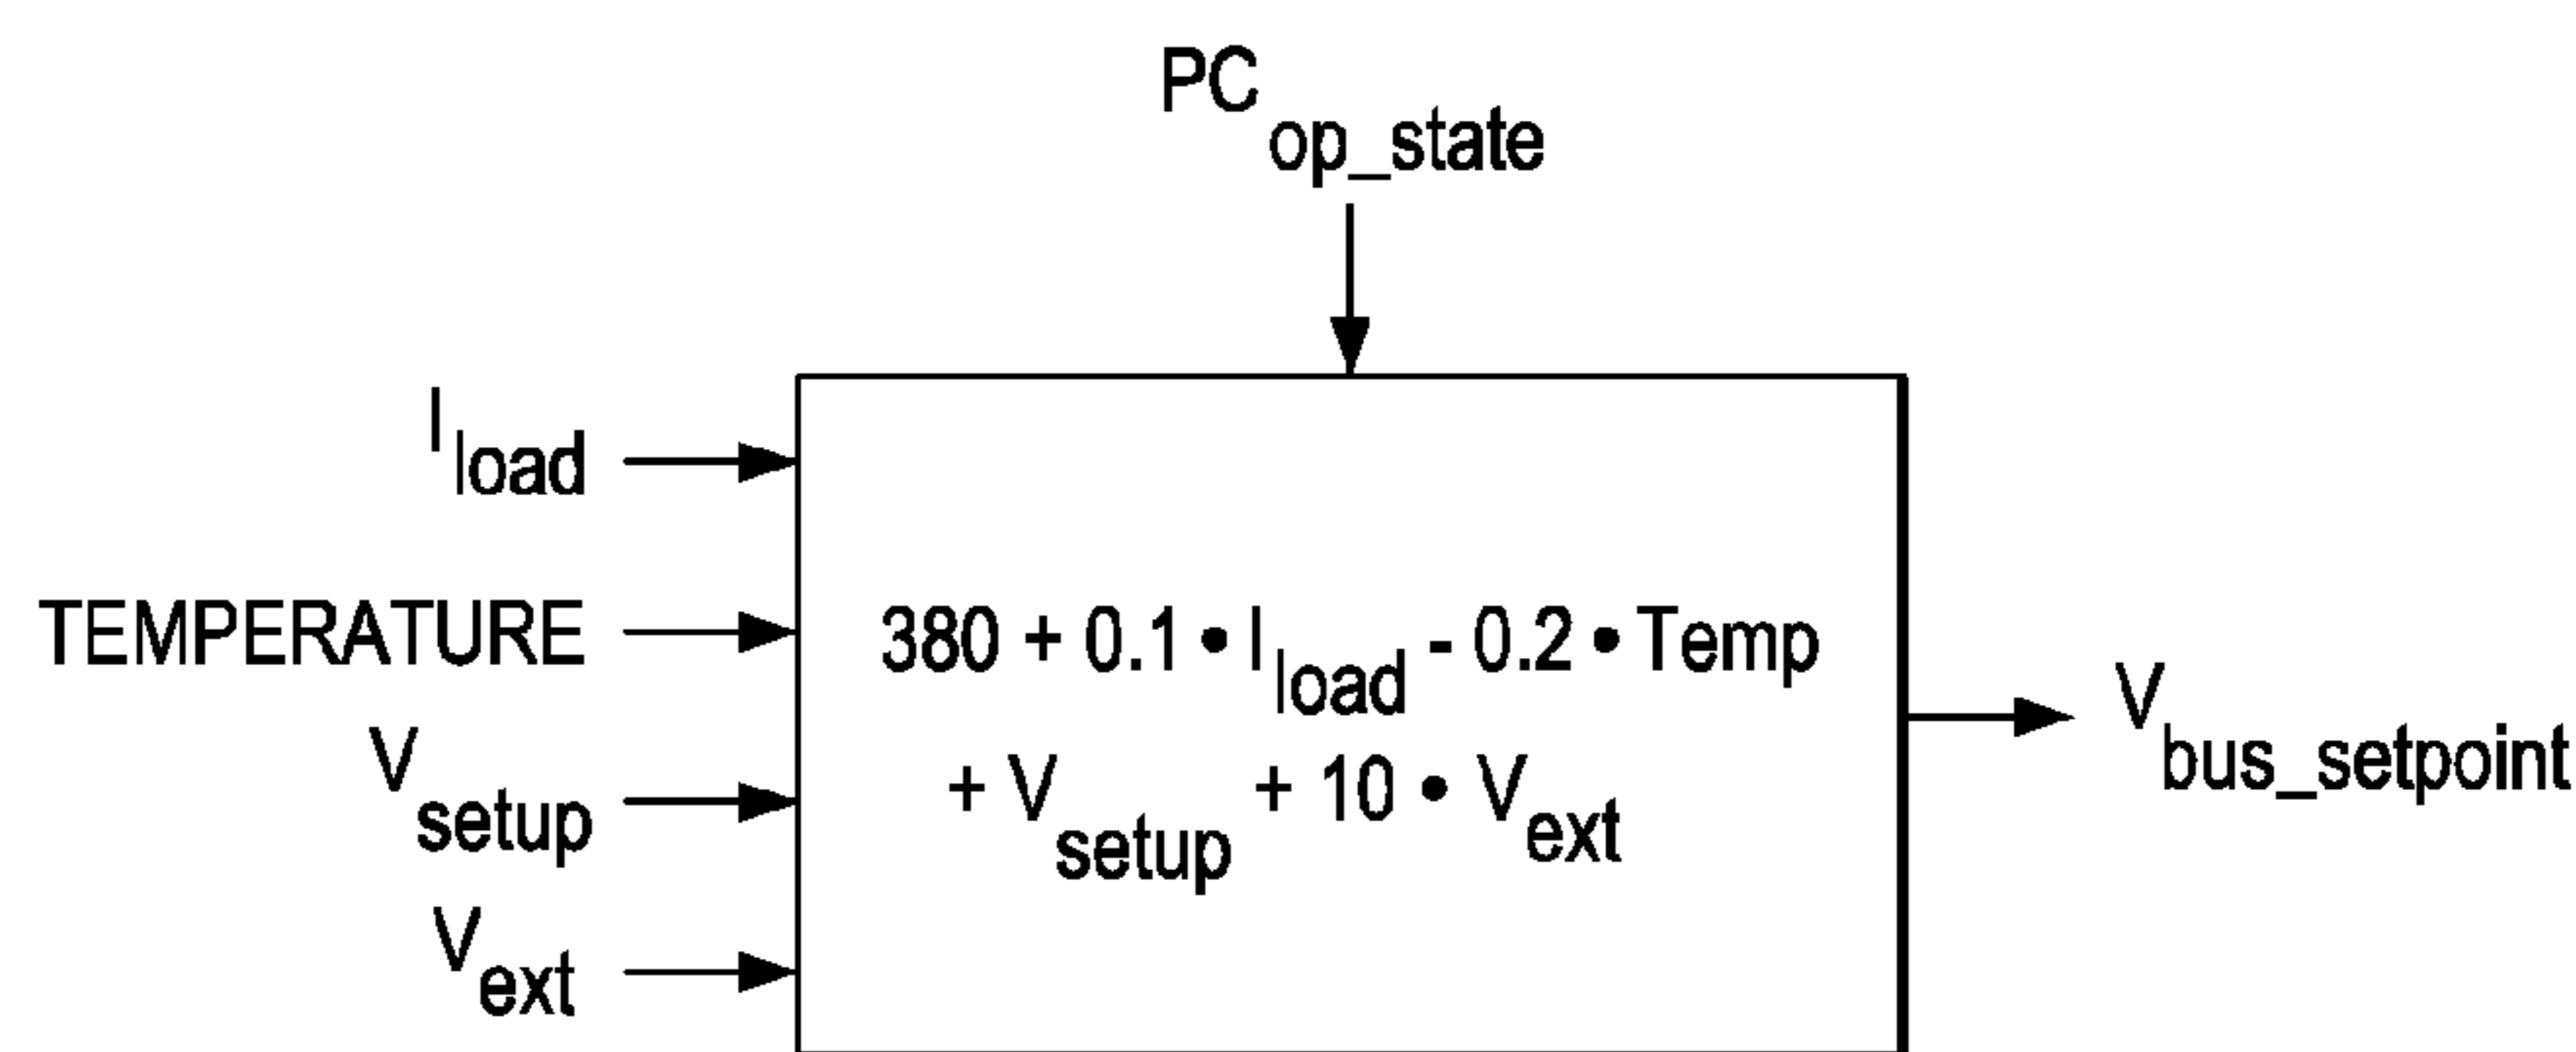 PC op_state
I load
TEMPERATURE
V setup
V ext
380 + 0.1 • I load - 0.2 • Temp
+ V setup + 10 • V ext
V bus_setpoint